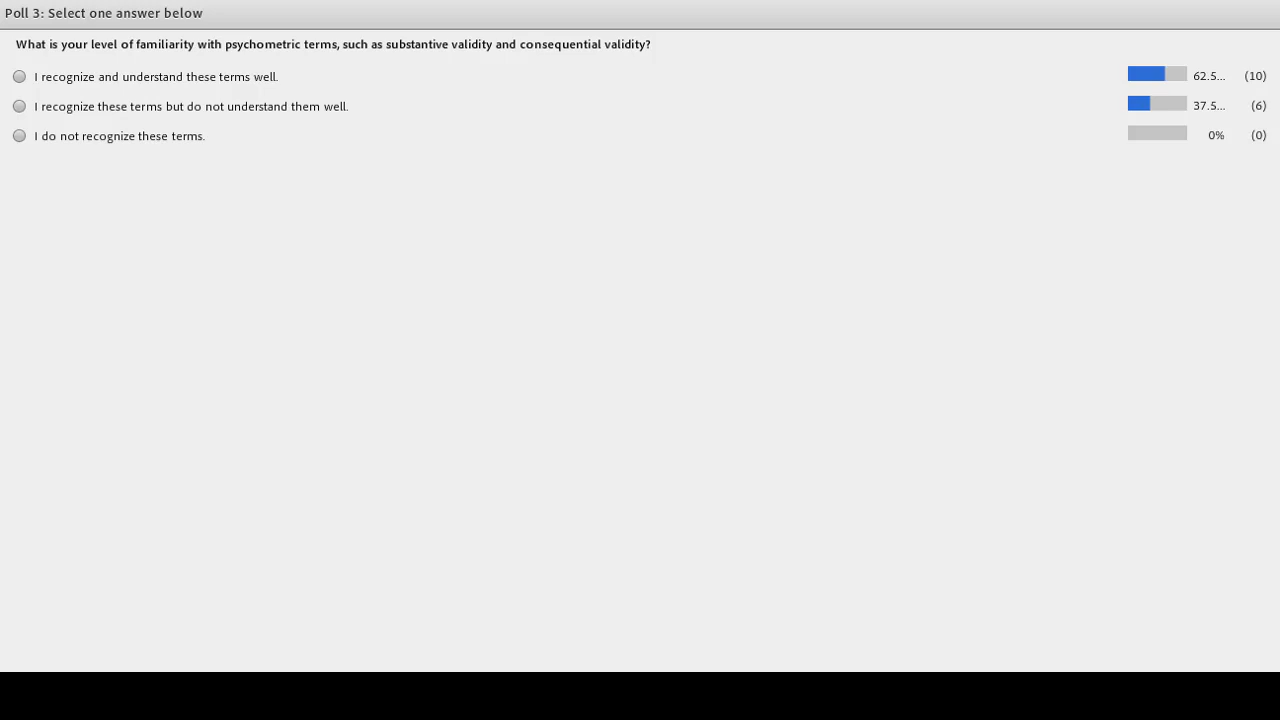 Poll 3: Select one answer below
What is your level of familiarity with psychometric terms, such as substantive validity and consequential validity?
I recognize and understand these terms well. 62.5... (10)
I recognize these terms but do not understand them well. 37.5... (6)
I do not recognize these terms. 0% (0)